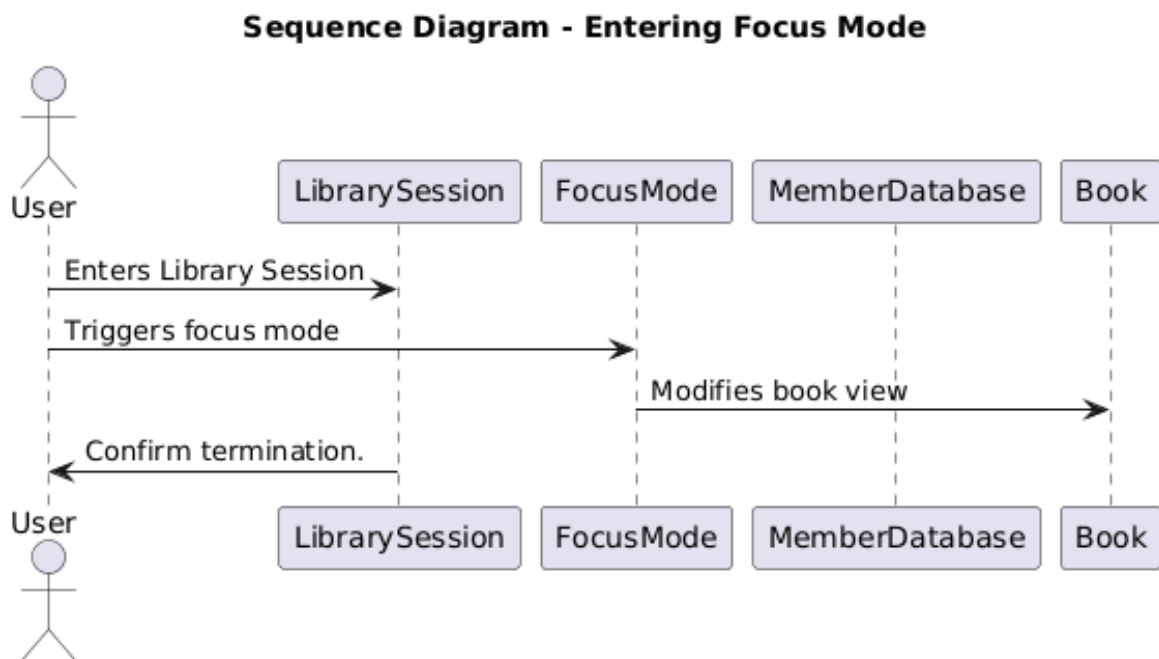 Sequence Diagram - Entering Focus Mode
User
LibrarySession
FocusMode
MemberDatabase
Book
Enters Library Session
Triggers focus mode
Modifies book view
Confirm termination.
User
LibrarySession
FocusMode
MemberDatabase
Book